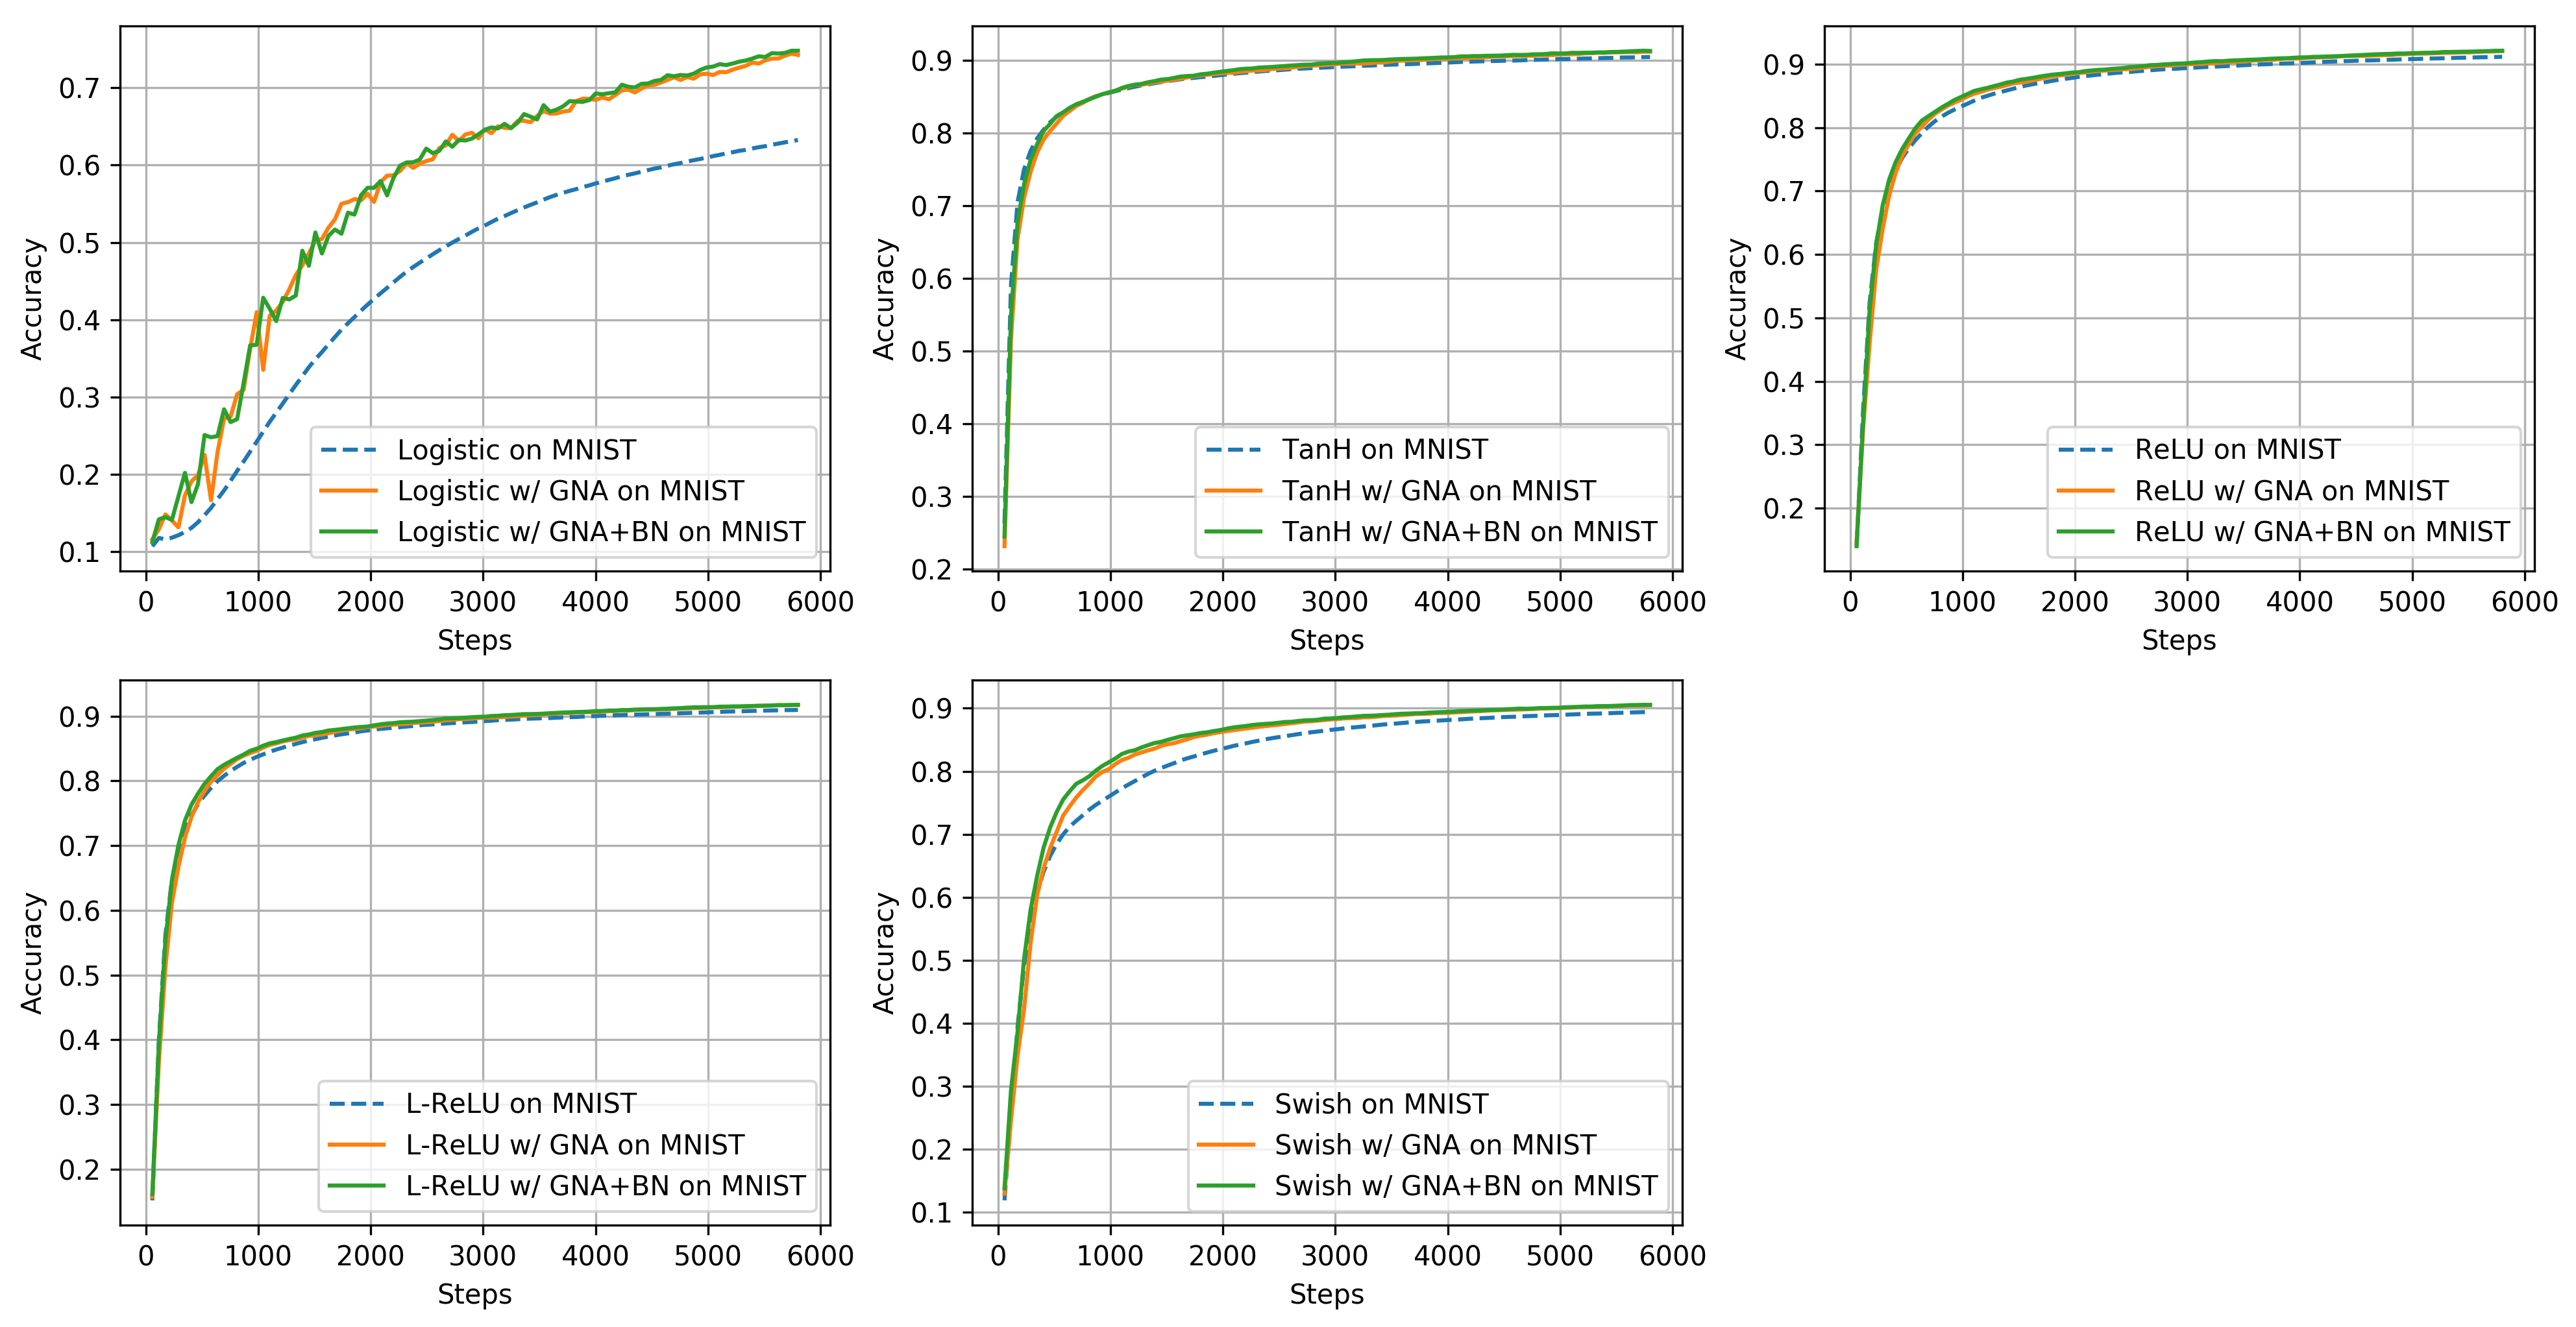 0.7
0.6
0.5
0.4
0.3
0.2
0.1
Accuracy
Logistic on MNIST
Logistic w/ GNA on MNIST
Logistic w/ GNA+BN on MNIST
0 1000 2000 3000 4000 5000 6000
Steps
0.9
0.8
0.7
0.6
0.5
0.4
0.3
0.2
Accuracy
TanH on MNIST
TanH w/ GNA on MNIST
TanH w/ GNA+BN on MNIST
0 1000 2000 3000 4000 5000 6000
Steps
0.9
0.8
0.7
0.6
0.5
0.4
0.3
0.2
Accuracy
ReLU on MNIST
ReLU w/ GNA on MNIST
ReLU w/ GNA+BN on MNIST
0 1000 2000 3000 4000 5000 6000
Steps
0.9
0.8
0.7
0.6
0.5
0.4
0.3
0.2
Accuracy
L-ReLU on MNIST
L-ReLU w/ GNA on MNIST
L-ReLU w/ GNA+BN on MNIST
0 1000 2000 3000 4000 5000 6000
Steps
0.9
0.8
0.7
0.6
0.5
0.4
0.3
0.2
0.1
Accuracy
Swish on MNIST
Swish w/ GNA on MNIST
Swish w/ GNA+BN on MNIST
0 1000 2000 3000 4000 5000 6000
Steps